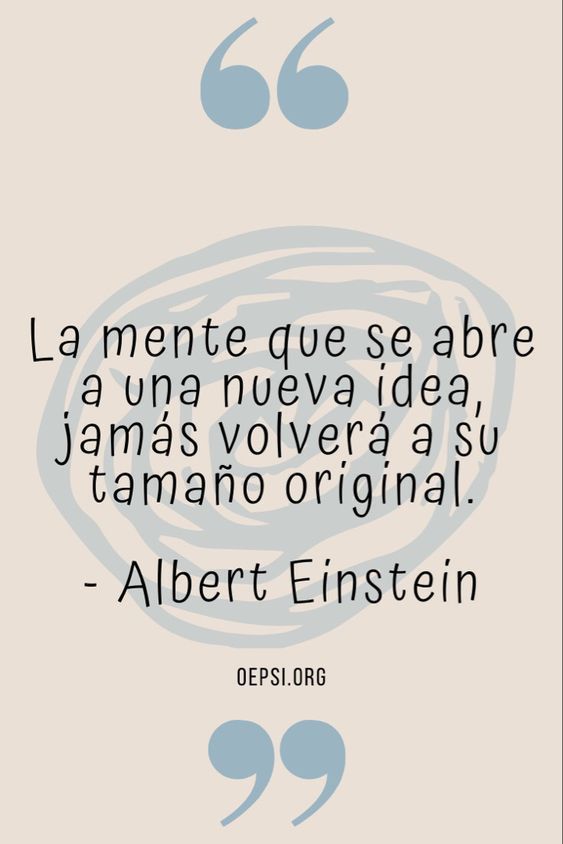 La mente que se abre
a una nueva idea,
jamás volverá a su
tamaño original.
- Albert Einstein
OEPSI.ORG